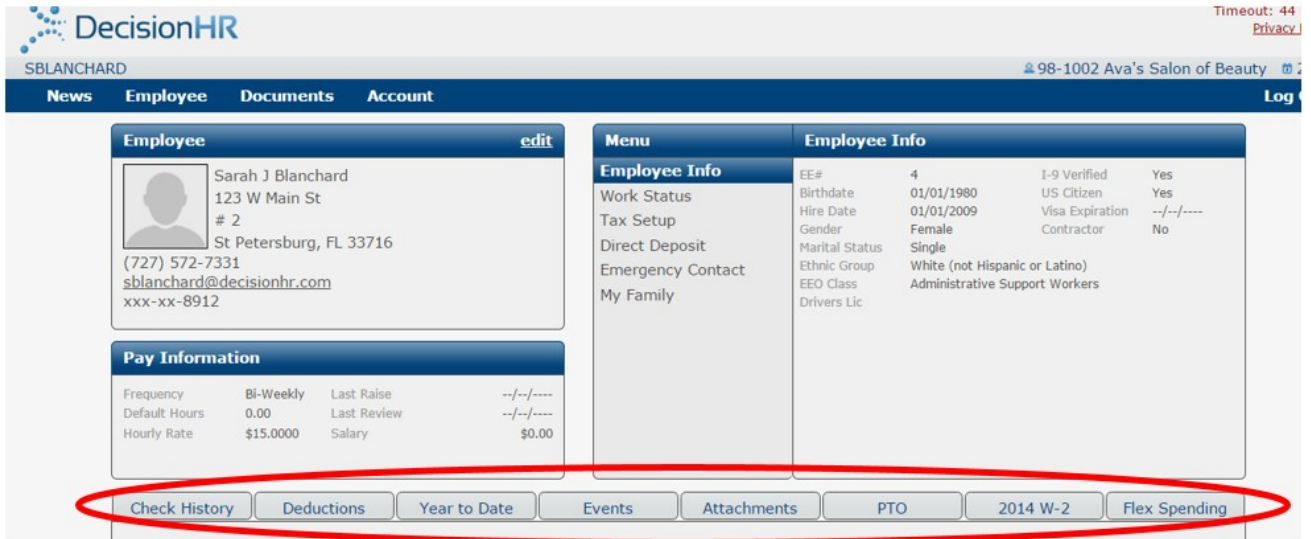 Timeout: 44
DecisionHR
Privacy
SBLANCHARD
98-1002 Ava's Salon of Beauty
News Employee Documents Account Log
Employee edit
Sarah J Blanchard
123 W Main St
# 2
St Petersburg, FL 33716
(727) 572-7331
sblanchard@decisionhr.com
xxx-xx-8912
Pay Information
Frequency Bi-Weekly Last Raise --/--/----
Default Hours 0.00 Last Review --/--/----
Hourly Rate $15.0000 Salary $0.00
Menu
Employee Info
Work Status
Tax Setup
Direct Deposit
Emergency Contact
My Family
Employee Info
EE# 4 I-9 Verified Yes
Birthdate 01/01/1980 US Citizen Yes
Hire Date 01/01/2009 Visa Expiration --/--/----
Gender Female Contractor No
Marital Status Single
Ethnic Group White (not Hispanic or Latino)
EEO Class Administrative Support Workers
Drivers Lic
Check History Deductions Year to Date Events Attachments PTO 2014 W-2 Flex Spending